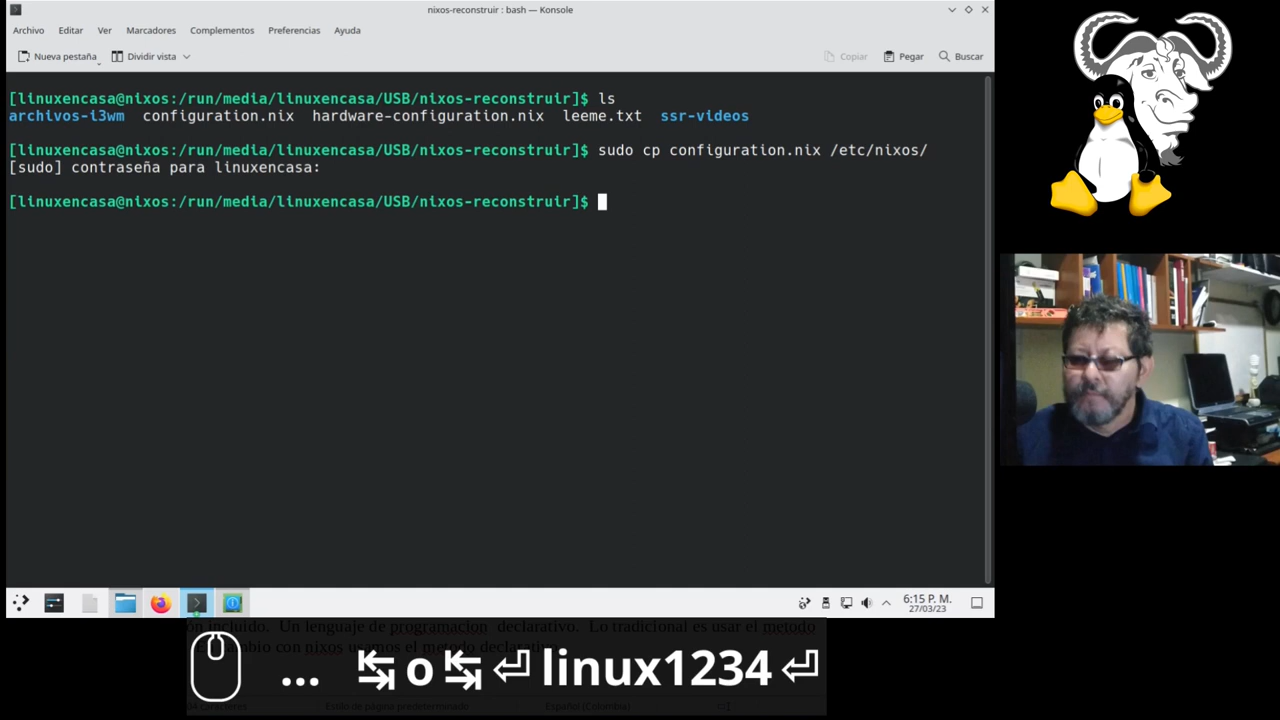 nixos-reconstruir : bash — Konsole
Archivo Editar Ver Marcadores Complementos Preferencias Ayuda
Nueva pestaña Dividir vista Copiar Pegar Buscar
[linuxencasa@nixos:/run/media/linuxencasa/USB/nixos-reconstruir]$ ls
archivos-i3wm configuration.nix hardware-configuration.nix leeme.txt ssr-videos
[linuxencasa@nixos:/run/media/linuxencasa/USB/nixos-reconstruir]$ sudo cp configuration.nix /etc/nixos/
[sudo] contraseña para linuxencasa:
[linuxencasa@nixos:/run/media/linuxencasa/USB/nixos-reconstruir]$
6:15 P. M.
27/03/23
incluido. Un lenguaje de programacion declarativo. Lo tradicional es usar el metodo
con nixos usamos el metodo
... ↹ o ↹ ⏎ linux1234 ⏎
caracteres Estilo de página predeterminado Español (Colombia)